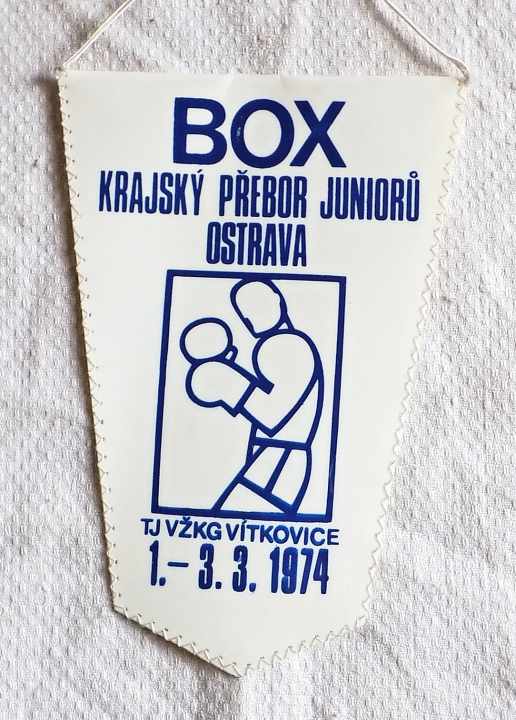 BOX
KRAJSKÝ PŘEBOR JUNIORŮ
OSTRAVA
TJ VŽKG VÍTKOVICE
1.–3. 3. 1974